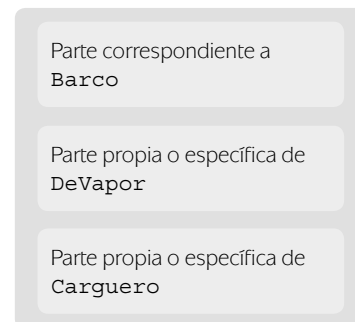 Parte correspondiente a
Barco
Parte propia o específica de
DeVapor
Parte propia o específica de
Carguero